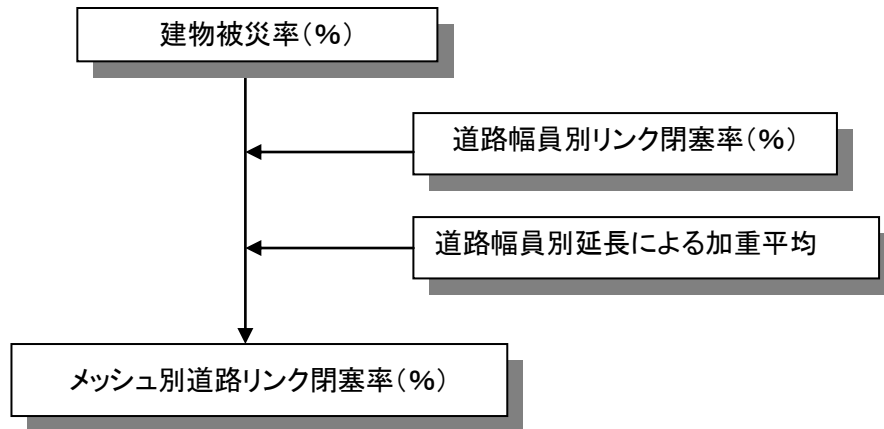 建物被災率(％)
道路幅員別リンク閉塞率(％)
道路幅員別延長による加重平均
メッシュ別道路リンク閉塞率(％)